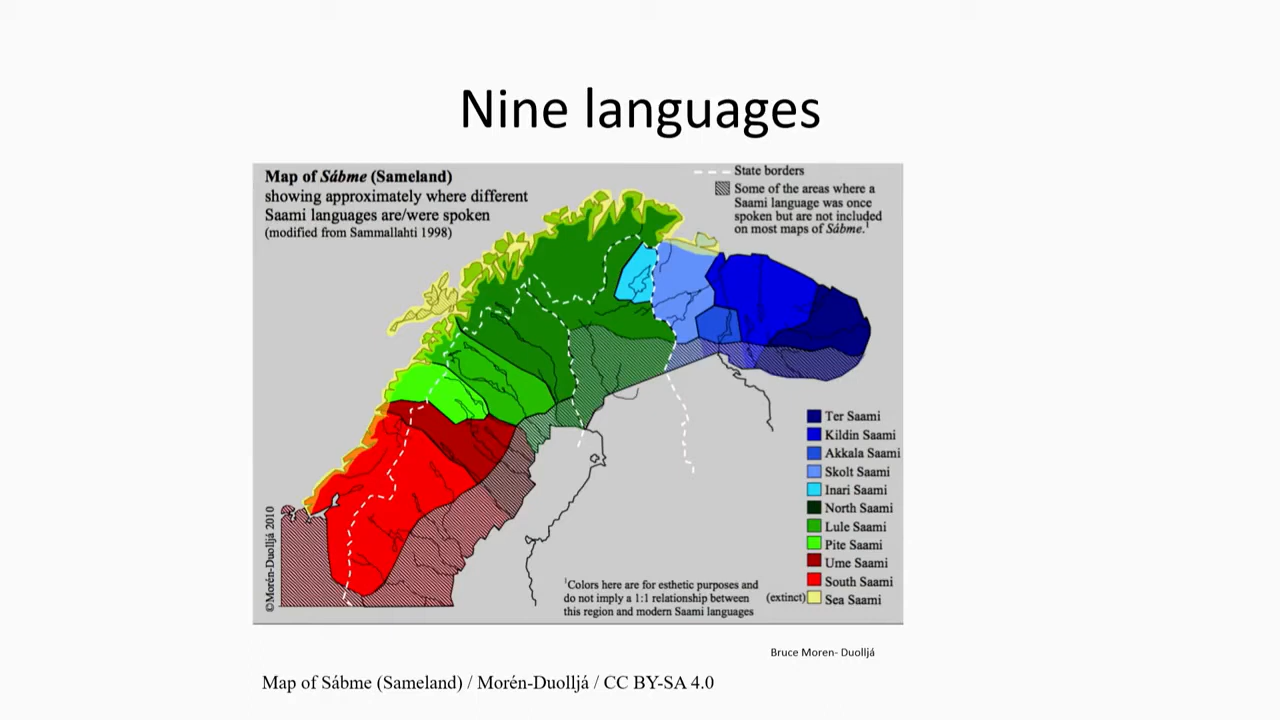 Nine languages
Map of Sábme (Sameland)
showing approximately where different
Saami languages are/were spoken
(modified from Sammallahti 1998)
State borders
Some of the areas where a
Saami language was once
spoken but are not included
on most maps of Sábme.1
Ter Saami
Kildin Saami
Akkala Saami
Skolt Saami
Inari Saami
North Saami
Lule Saami
Pite Saami
Ume Saami
South Saami
(extinct) Sea Saami
1Colors here are for esthetic purposes and
do not imply a 1:1 relationship between
this region and modern Saami languages
©Morén-Duolljá 2010
Bruce Moren- Duolljá
Map of Sábme (Sameland) / Morén-Duolljá / CC BY-SA 4.0